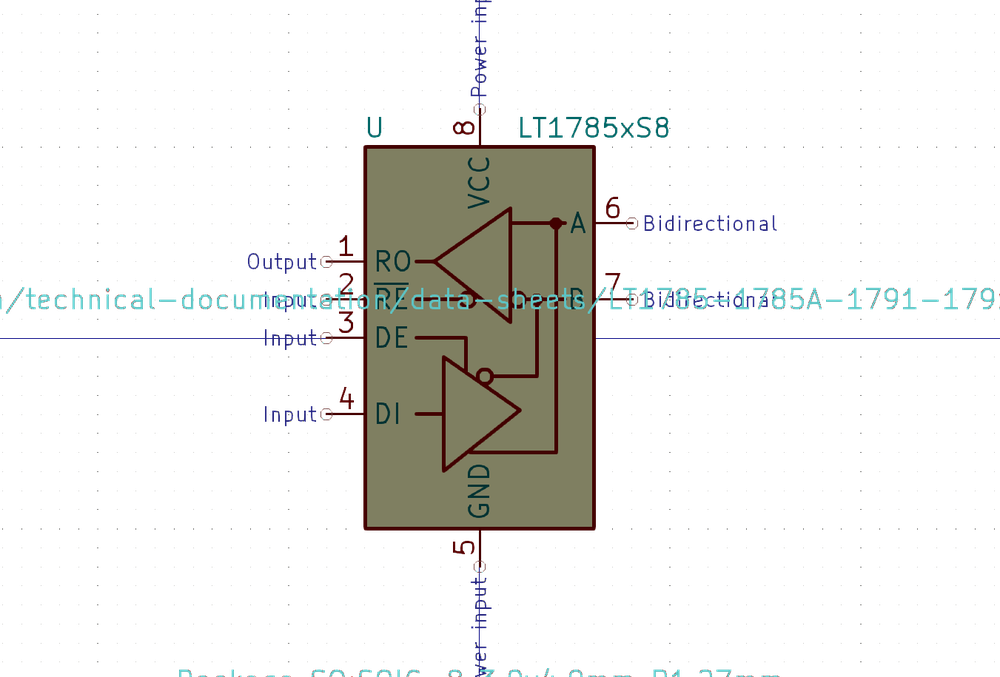 Power inp
8
U
LT1785xS8
VCC
6
A
Bidirectional
Output
1
RO
2
7
Input
RE
B
Bidirectional
/technical-documentation/data-sheets/LT1785-1785A-1791-179
3
Input
DE
4
Input
DI
GND
5
wer input
Package_SO:SOIC-8_3.9x4.9mm_P1.27mm